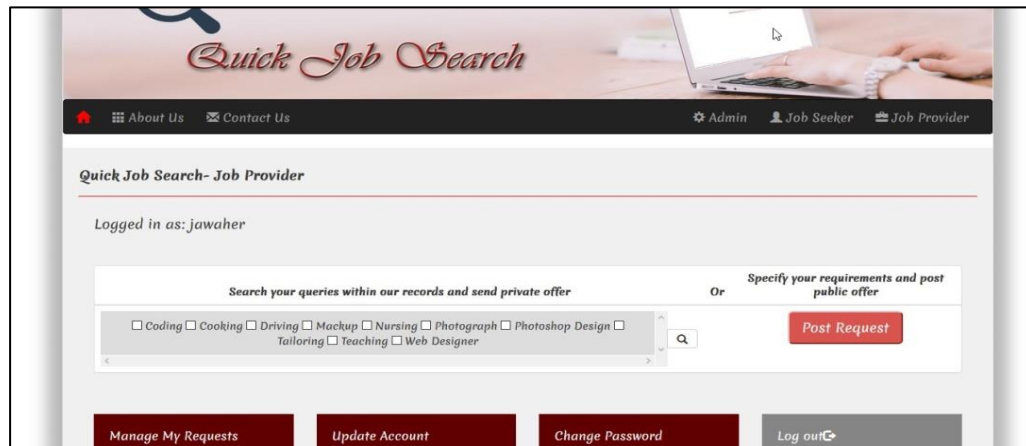 Quick Job Search
About Us Contact Us Admin Job Seeker Job Provider
Quick Job Search- Job Provider
Logged in as: jawaher
Search your queries within our records and send private offer
Or
Specify your requirements and post
public offer
Coding Cooking Driving Mackup Nursing Photograph Photoshop Design
Tailoring Teaching Web Designer
Post Request
Manage My Requests Update Account Change Password Log out